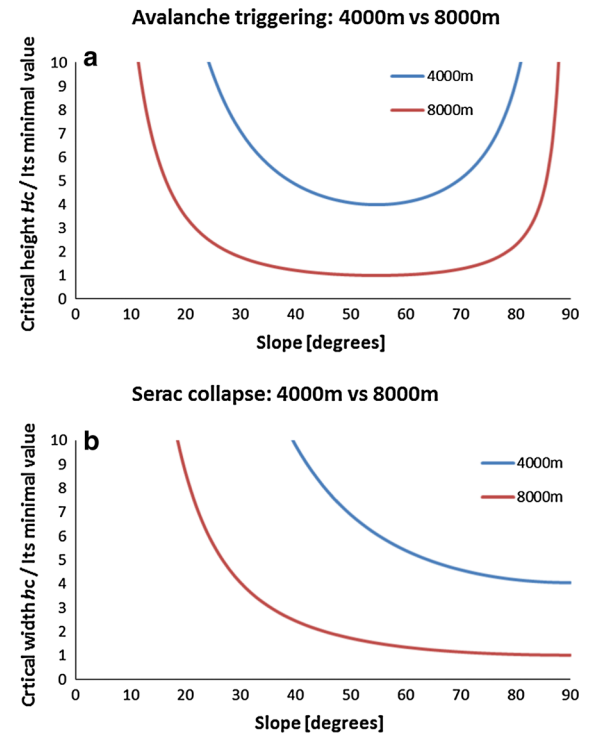 Avalanche triggering: 4000m vs 8000m
a
Critical height Hc / Its minimal value
10
9
8
7
6
5
4
3
2
1
0
4000m
8000m
0 10 20 30 40 50 60 70 80 90
Slope [degrees]
Serac collapse: 4000m vs 8000m
b
Crtical width bc / Its minimal value
10
9
8
7
6
5
4
3
2
1
0
4000m
8000m
0 10 20 30 40 50 60 70 80 90
Slope [degrees]